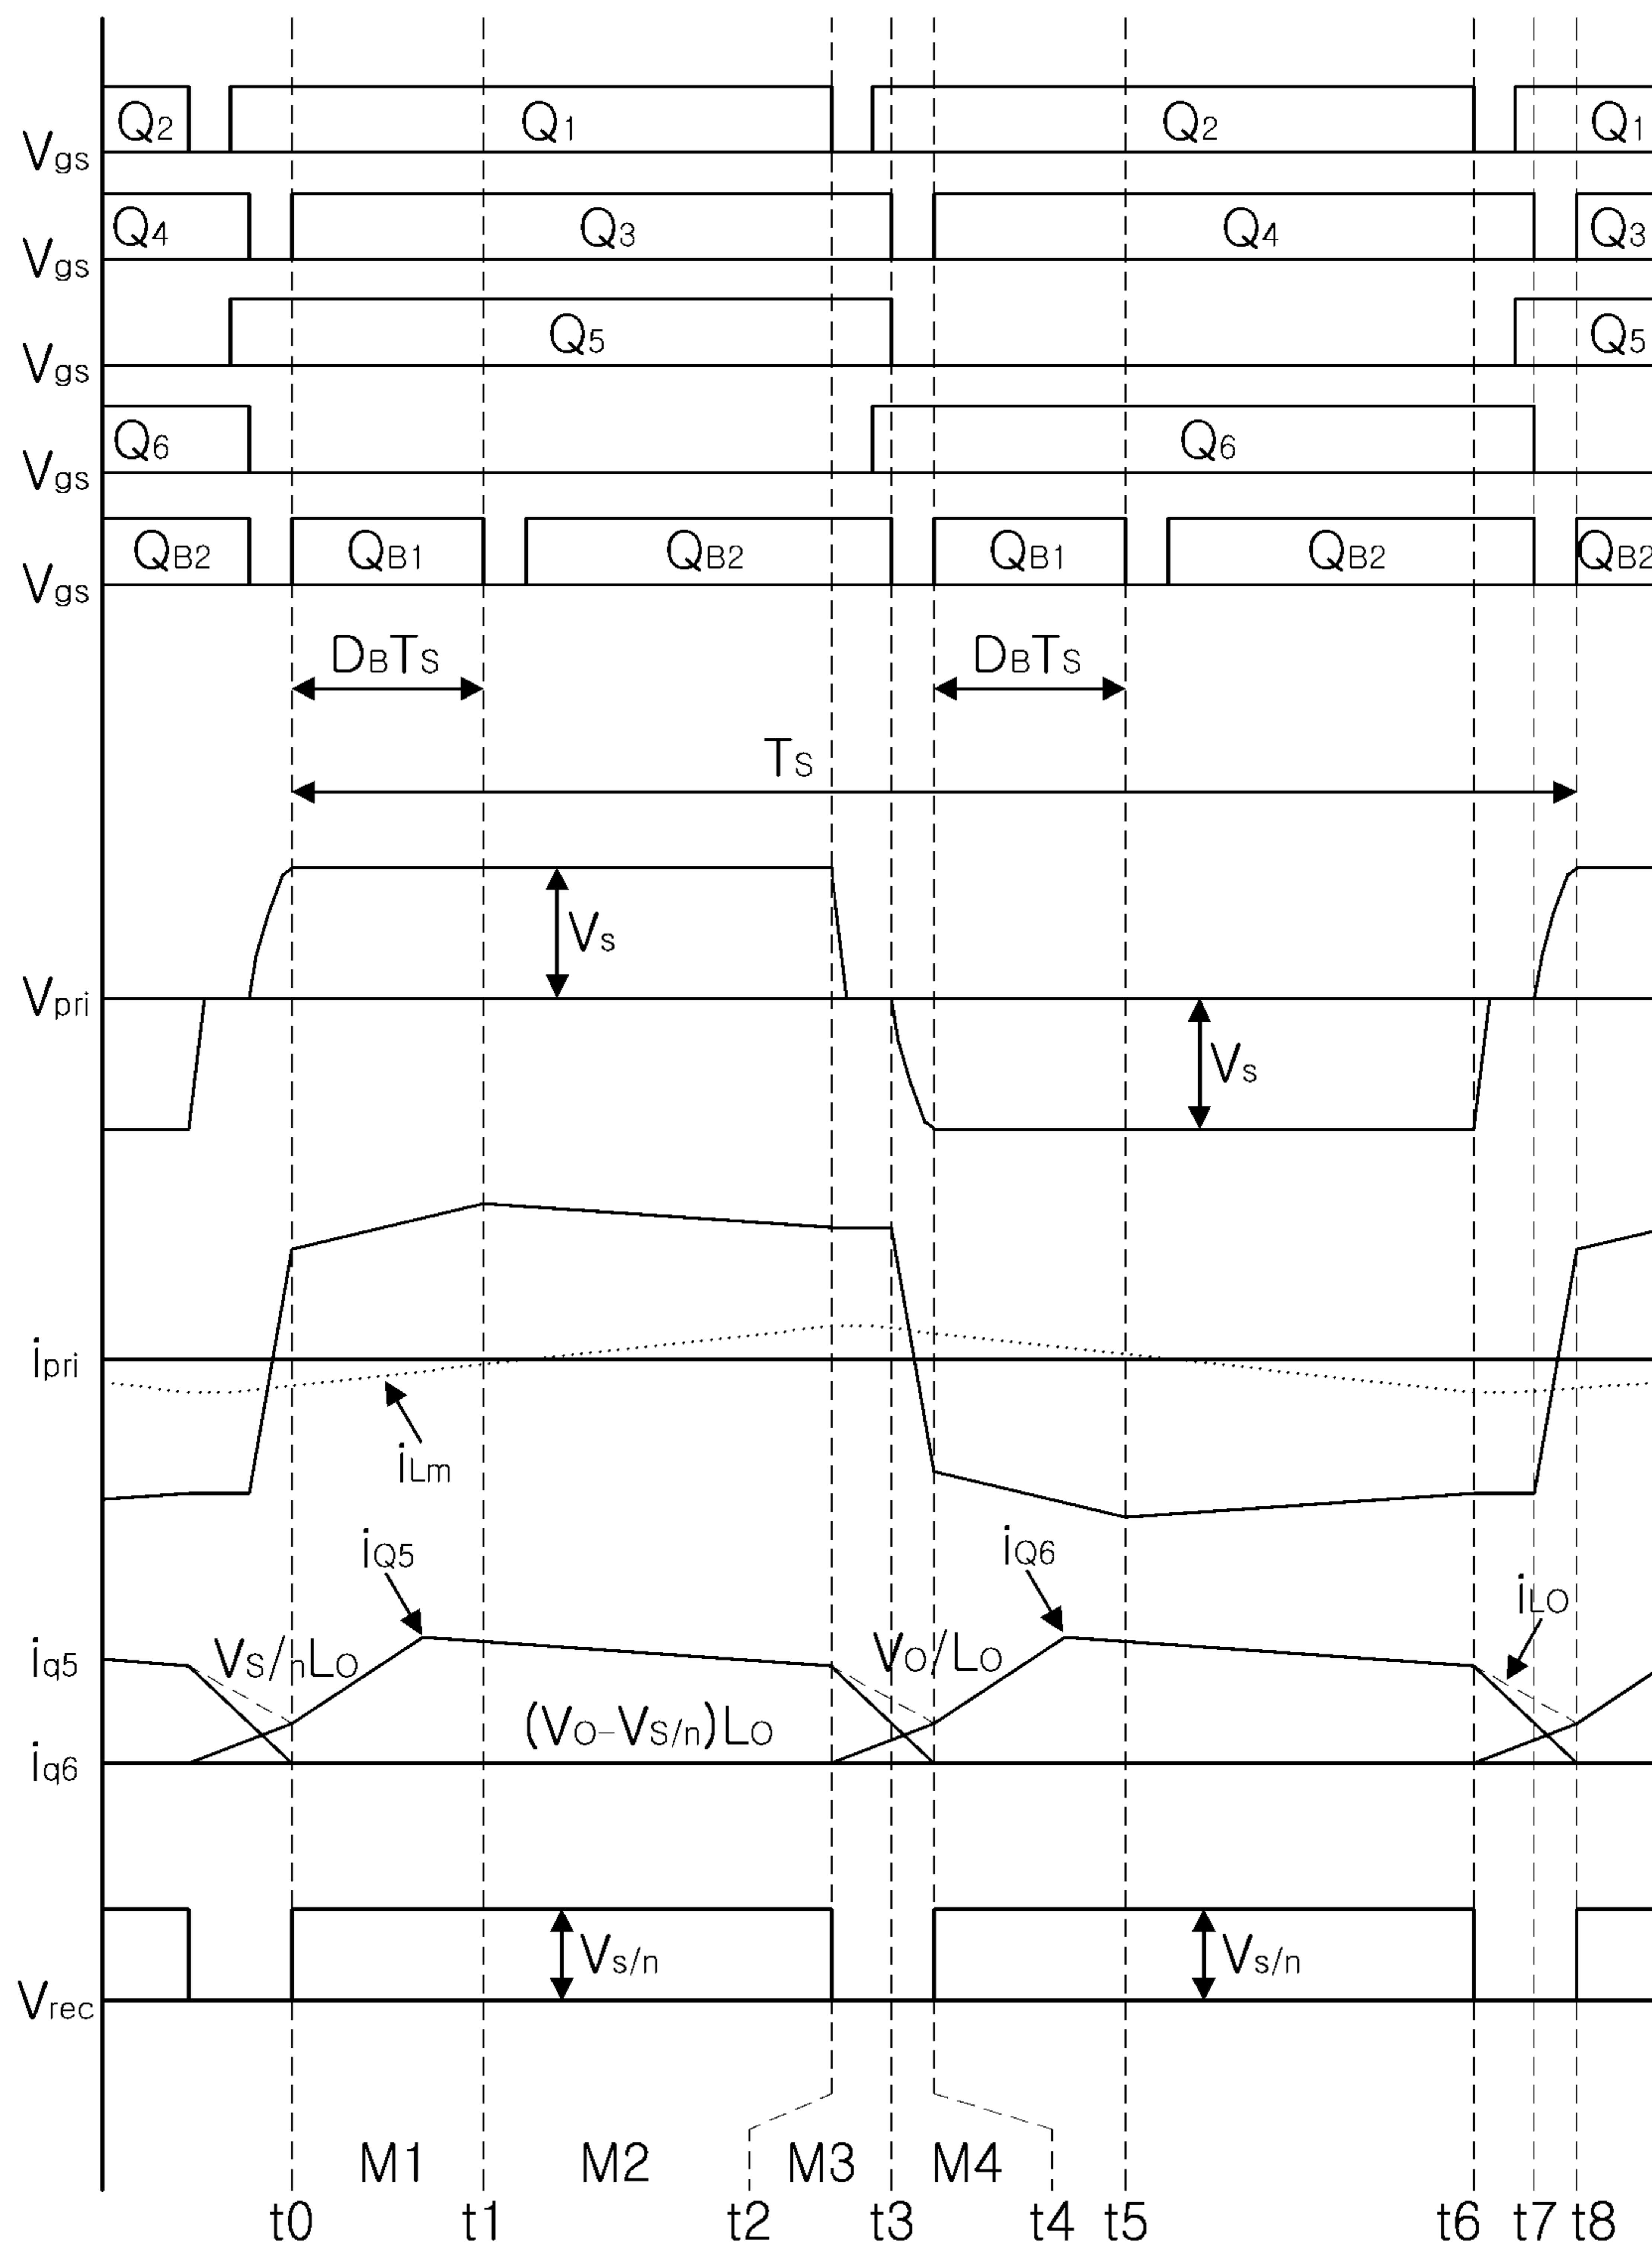 Q2 Q1 Q2 Q1
Vgs
Q4 Q3 Q4 Q3
Vgs
Q5 Q5
Vgs
Q6 Q6
Vgs
QB2 QB1 QB2 QB1 QB2 QB2
Vgs
DBTS DBTS
TS
Vs
Vpri
Vs
ipri
iLm
iQ5 iQ6
iLO
iq5 VS/nLO VO/LO
(VO-VS/n)LO
iq6
Vs/n Vs/n
Vrec
M1 M2 M3 M4
t0 t1 t2 t3 t4 t5 t6 t7 t8